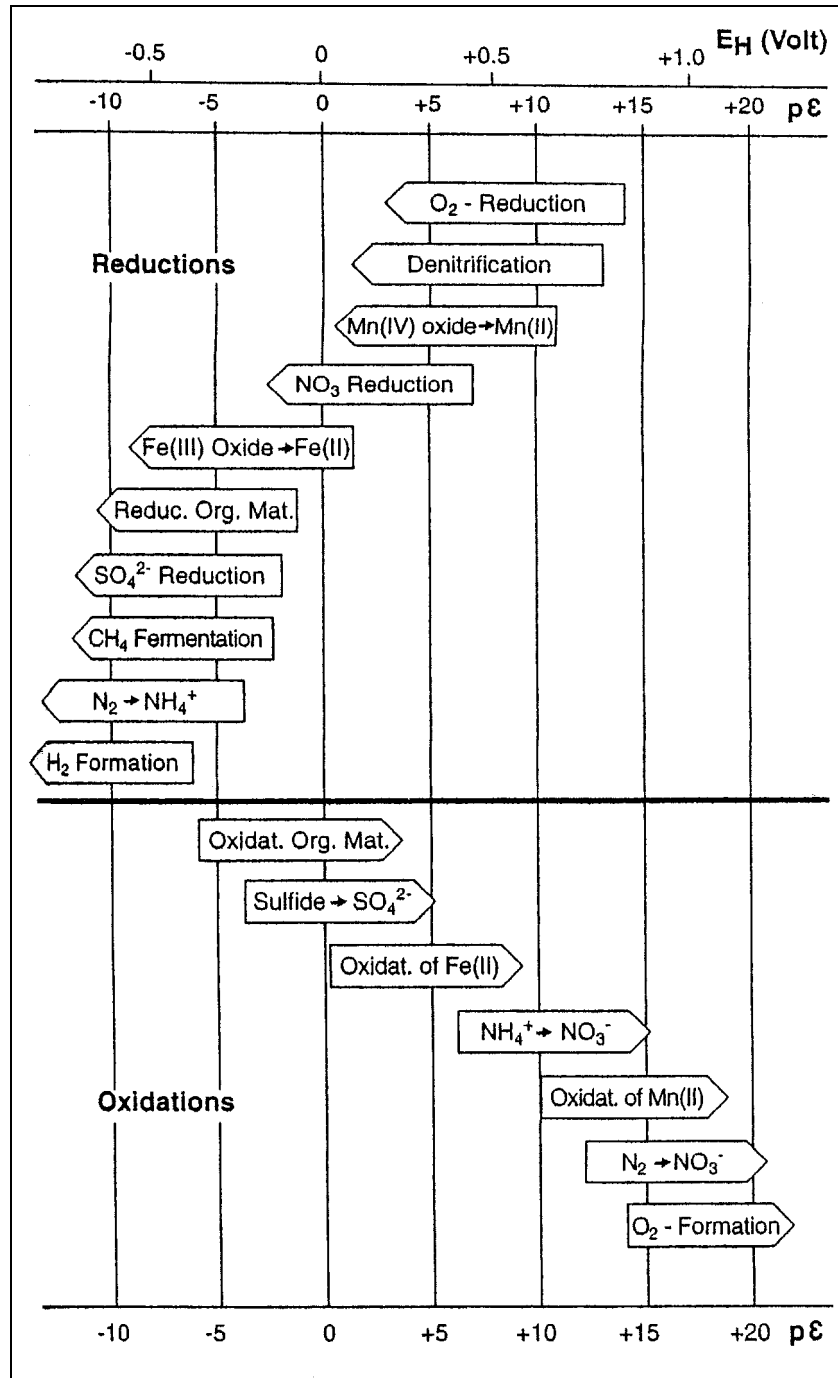 -0.5 0 +0.5 +1.0 E_H (Volt)
-10 -5 0 +5 +10 +15 +20 pε
O₂ - Reduction
Reductions
Denitrification
Mn(IV) oxide→Mn(II)
NO₃ Reduction
Fe(III) Oxide→Fe(II)
Reduc. Org. Mat.
SO₄²⁻ Reduction
CH₄ Fermentation
N₂→NH₄⁺
H₂ Formation
Oxidat. Org. Mat.
Sulfide→SO₄²⁻
Oxidat. of Fe(II)
NH₄⁺→NO₃⁻
Oxidations
Oxidat. of Mn(II)
N₂→NO₃⁻
O₂ - Formation
-10 -5 0 +5 +10 +15 +20 pε